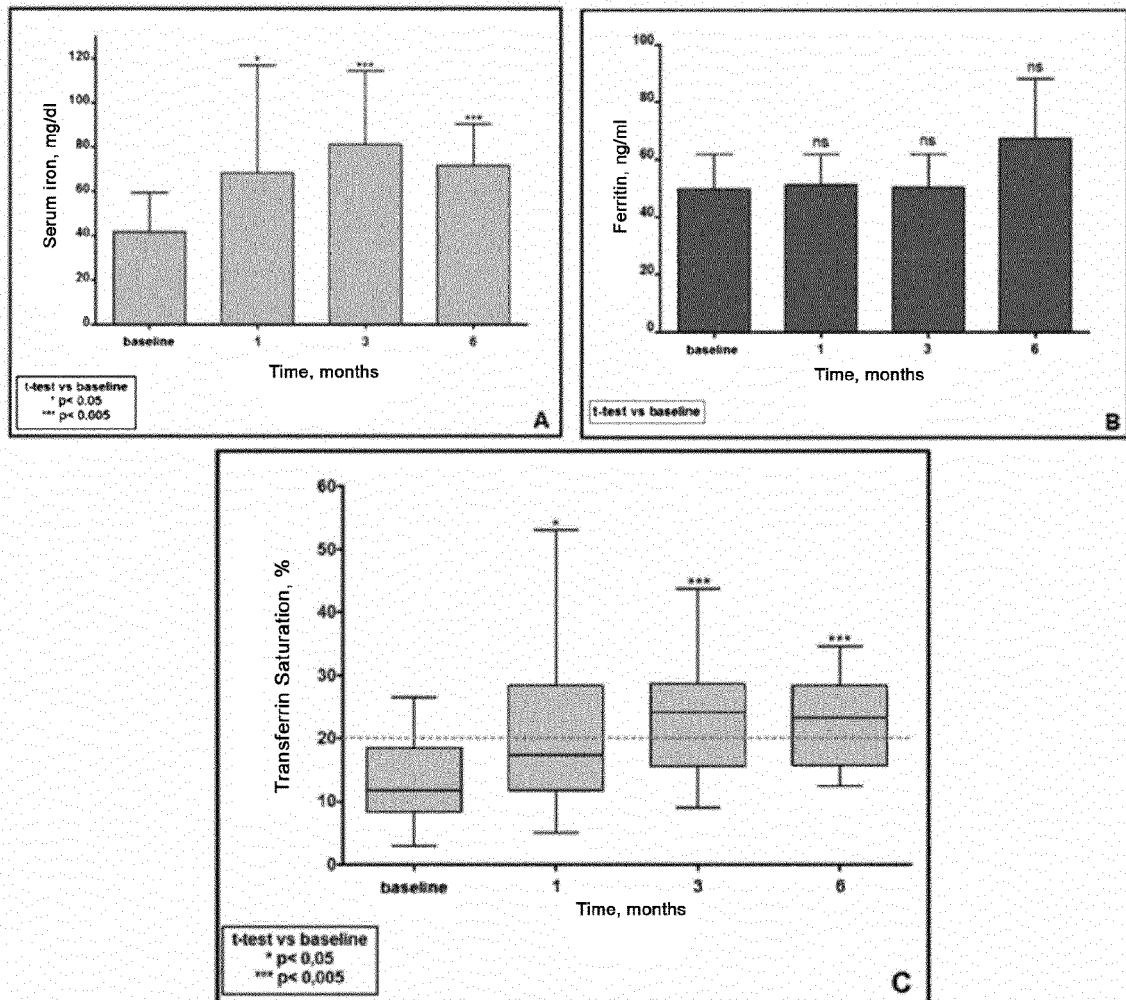 120
100
80
60
40
20
0
Serum iron, mg/dl
*
***
***
baseline
1
3
6
Time, months
t-test vs baseline
* p< 0.05
*** p< 0.005
A
100
80
60
40
20
0
Ferritin, ng/ml
ns
ns
ns
baseline
1
3
6
Time, months
t-test vs baseline
B
60
50
40
30
20
10
0
Transferrin Saturation, %
*
***
***
baseline
1
3
6
Time, months
t-test vs baseline
* p< 0,05
*** p< 0,005
C